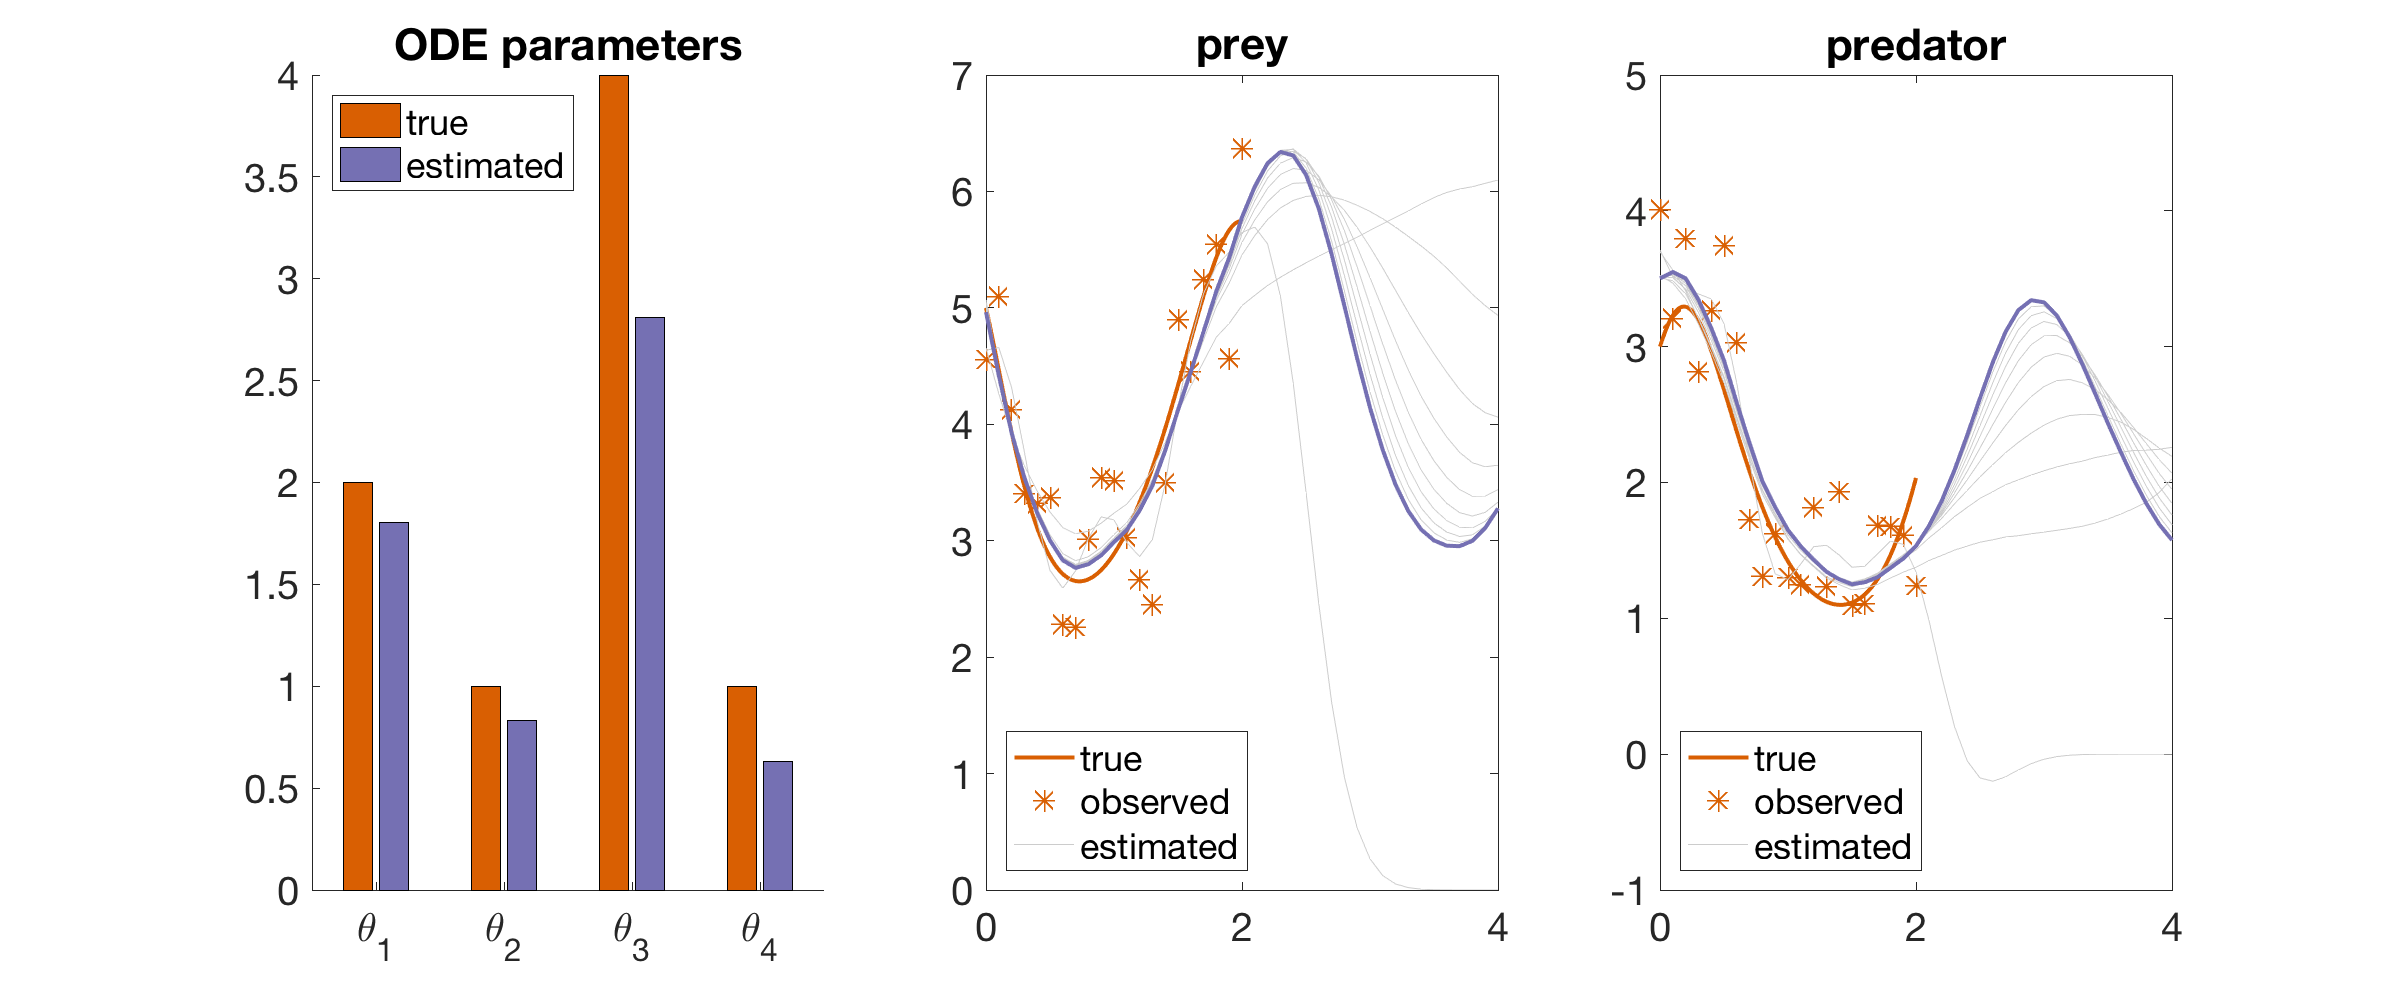 ODE parameters
4
3.5
3
2.5
2
1.5
1
0.5
0
true
estimated
θ1
θ2
θ3
θ4
prey
7
6
5
4
3
2
1
0
true
observed
estimated
0
2
4
predator
5
4
3
2
1
0
-1
true
observed
estimated
0
2
4